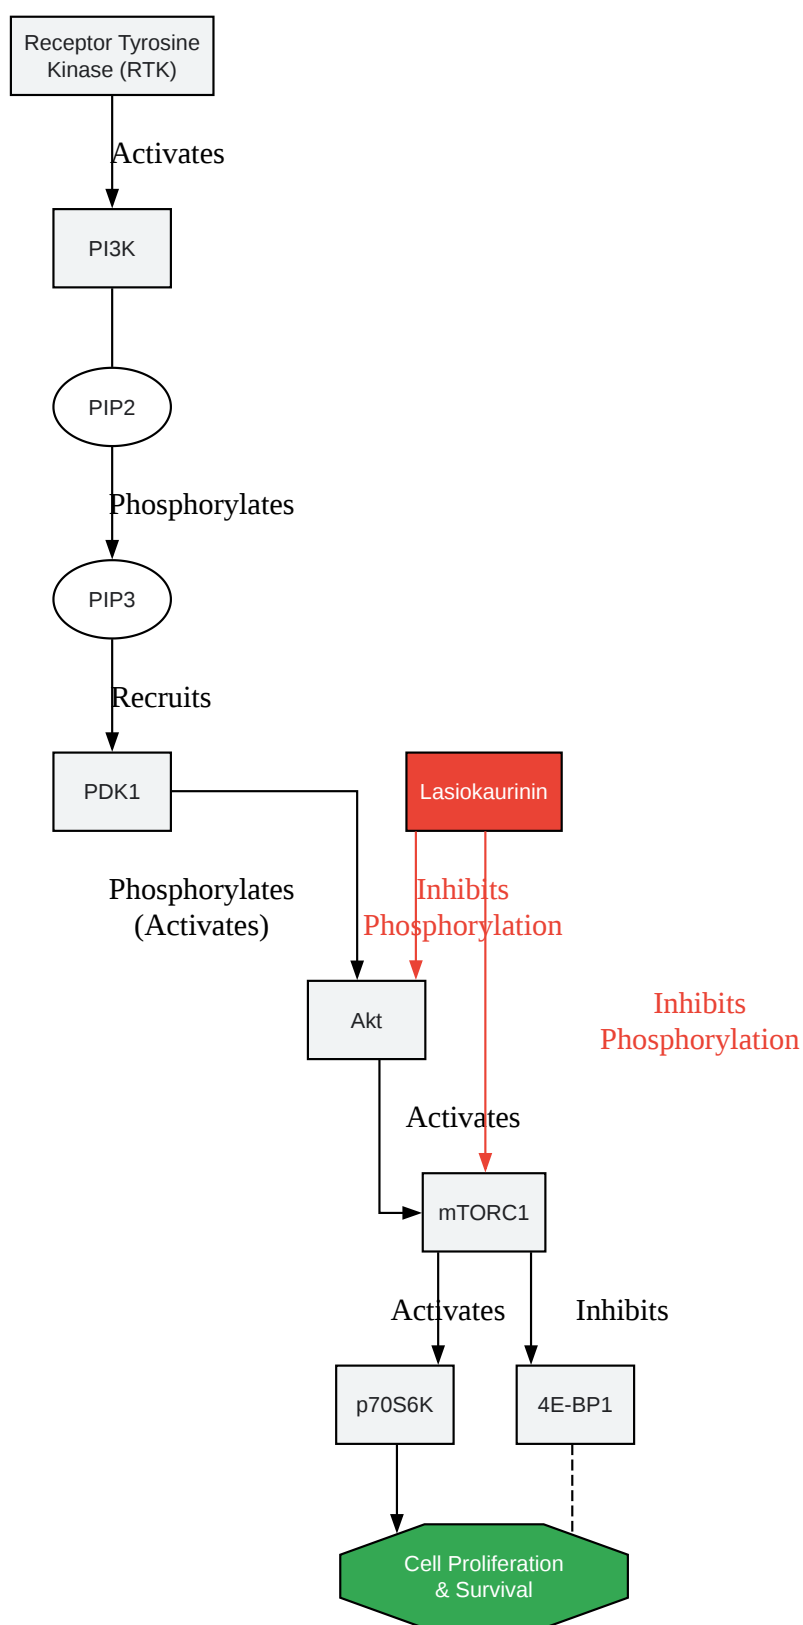 Receptor Tyrosine
Kinase (RTK)
Activates
PI3K
PIP2
Phosphorylates
PIP3
Recruits
PDK1
Lasiokaurinin
Phosphorylates
(Activates)
Inhibits
Phosphorylation
Akt
Inhibits
Phosphorylation
Activates
mTORC1
Activates
Inhibits
p70S6K
4E-BP1
Cell Proliferation
& Survival